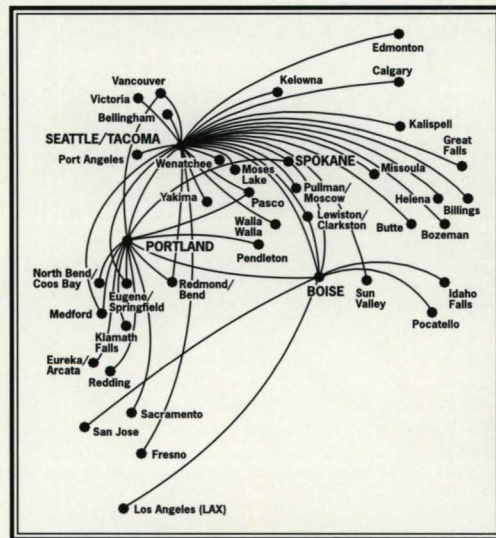 Edmonton
Vancouver
Kelowna
Calgary
Victoria
Bellingham
Kalispell
SEATTLE/TACOMA
Great
Falls
Port Angeles
Wenatchee
SPOKANE
Moses
Lake
Missoula
Pullman/
Moscow
Yakima
Pasco
Helena
Billings
Lewiston/
Clarkston
Walla
Walla
Butte
Bozeman
PORTLAND
Pendleton
North Bend/
Coos Bay
Eugene/
Springfield
Redmond/
Bend
BOISE
Sun
Valley
Idaho
Falls
Medford
Pocatello
Klamath
Falls
Eureka/
Arcata
Redding
Sacramento
San Jose
Fresno
Los Angeles (LAX)